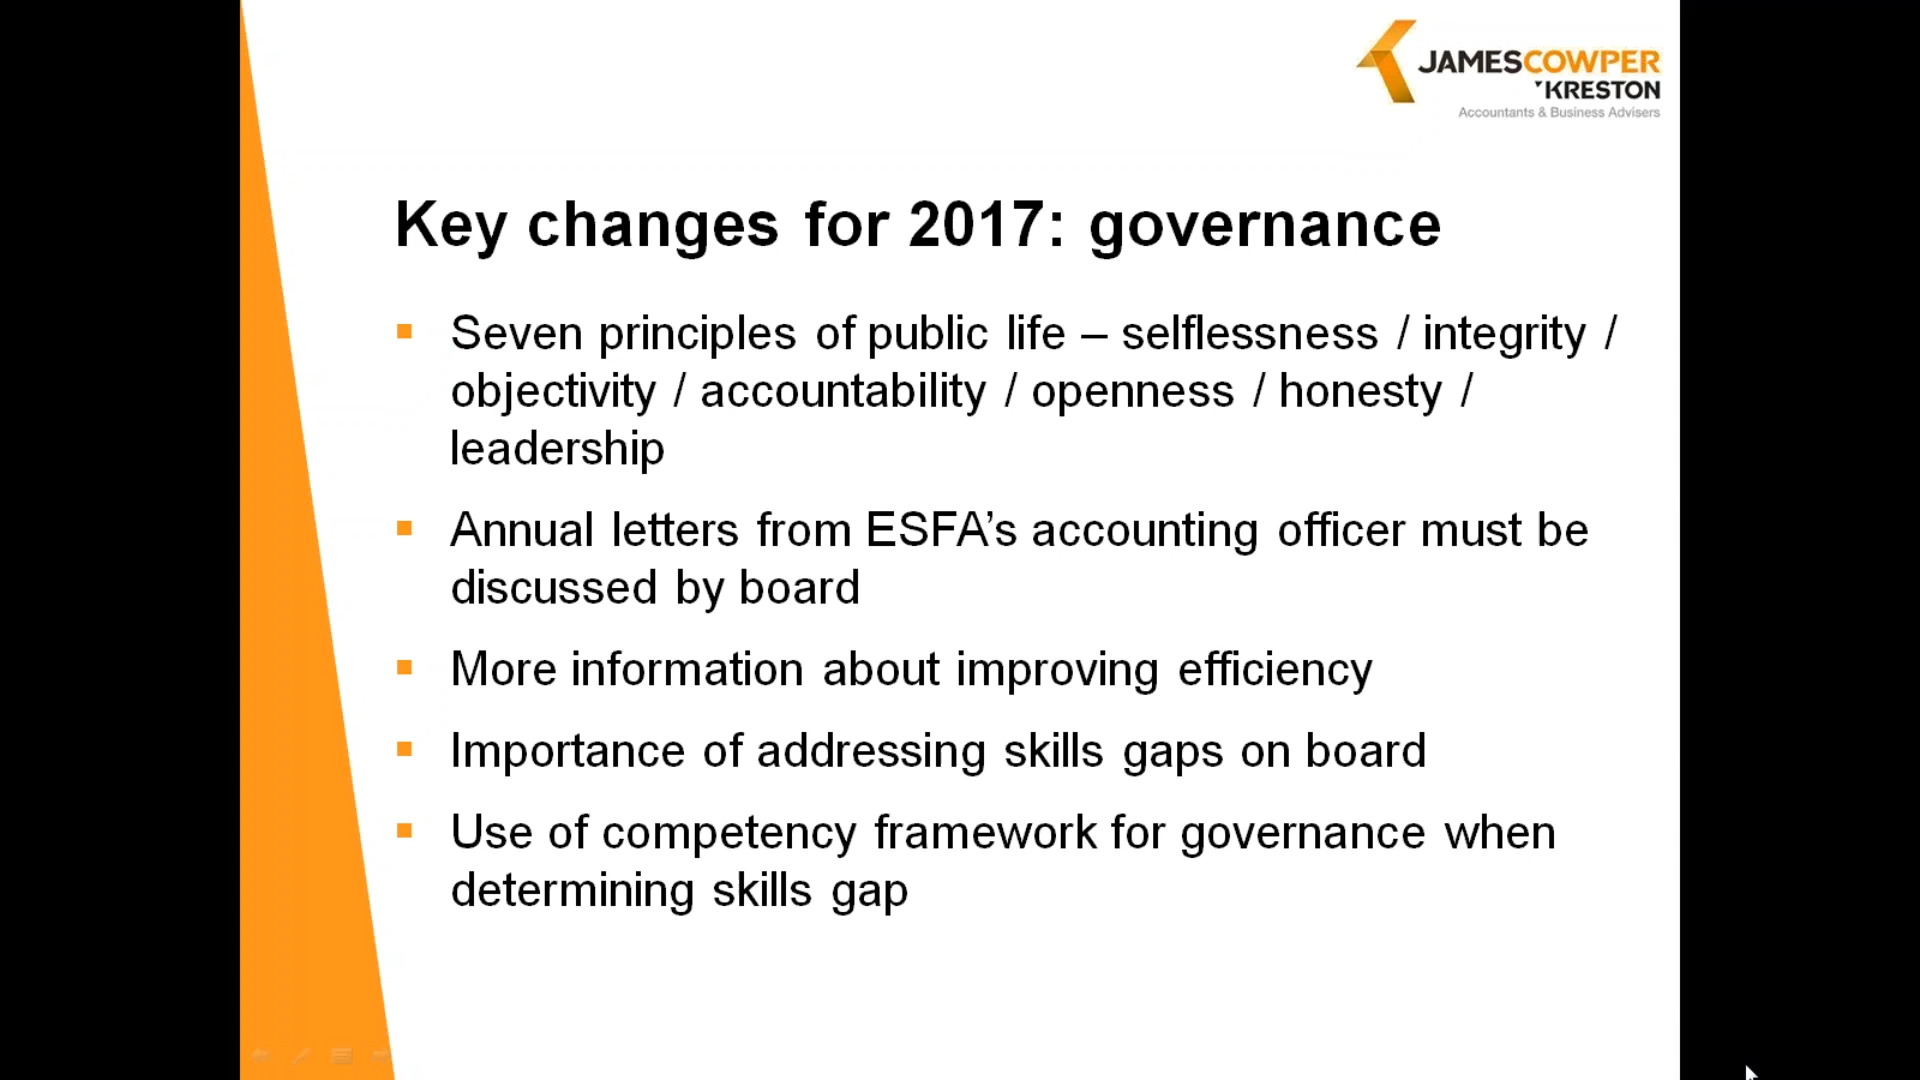 JAMESCOWPER
KRESTON
Accountants & Business Advisers
Key changes for 2017: governance
Seven principles of public life – selflessness / integrity /
objectivity / accountability / openness / honesty /
leadership
Annual letters from ESFA’s accounting officer must be
discussed by board
More information about improving efficiency
Importance of addressing skills gaps on board
Use of competency framework for governance when
determining skills gap